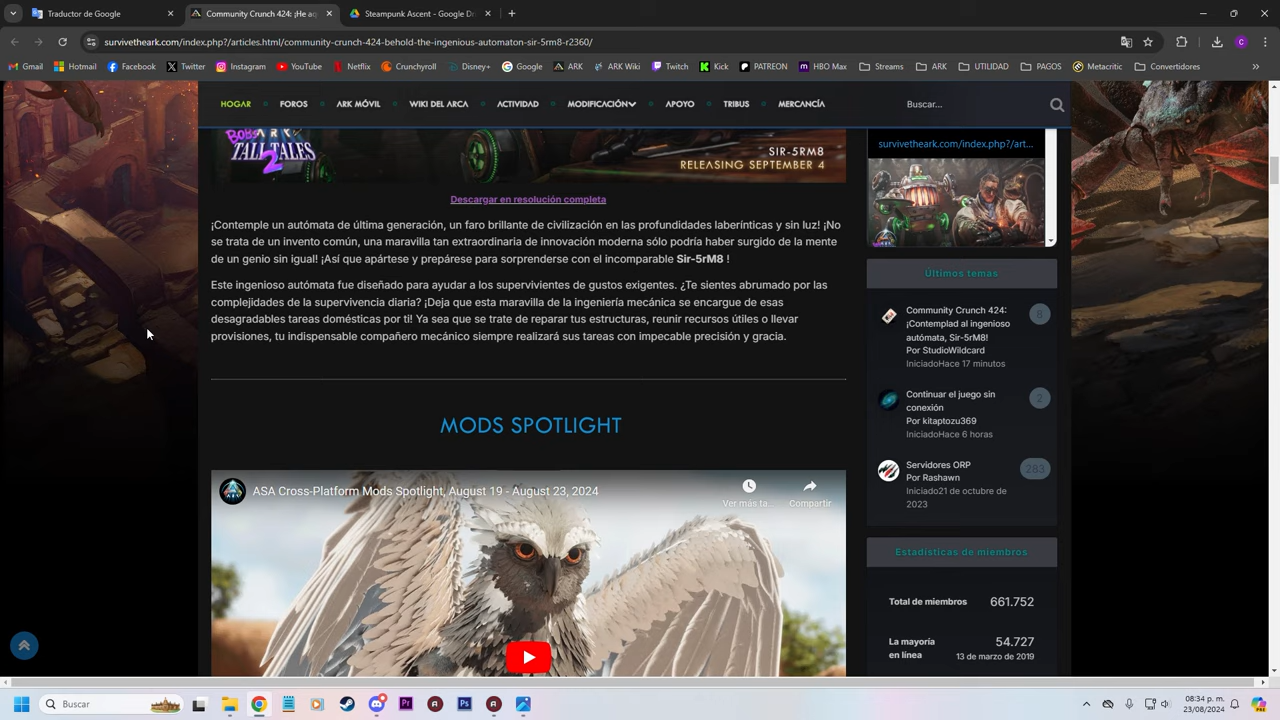 Traductor de Google
Community Crunch 424: ¡He aq
Steampunk Ascent - Google Dr
survivetheark.com/index.php?/articles.html/community-crunch-424-behold-the-ingenious-automaton-sir-5rm8-r2360/
Gmail Hotmail Facebook Twitter Instagram YouTube Netflix Crunchyroll Disney+ Google ARK ARK Wiki Twitch Kick PATREON HBO Max Streams ARK UTILIDAD PAGOS Metacritic Convertidores
HOGAR FOROS ARK MÓVIL WIKI DEL ARCA ACTIVIDAD MODIFICACIÓN APOYO TRIBUS MERCANCÍA Buscar...
BOB'S
ARK
TALL TALES
2
SIR-5RM8
RELEASING SEPTEMBER 4
Descargar en resolución completa
¡Contemple un autómata de última generación, un faro brillante de civilización en las profundidades laberínticas y sin luz! ¡No
se trata de un invento común, una maravilla tan extraordinaria de innovación moderna sólo podría haber surgido de la mente
de un genio sin igual! ¡Así que apártese y prepárese para sorprenderse con el incomparable Sir-5rM8 !
Este ingenioso autómata fue diseñado para ayudar a los supervivientes de gustos exigentes. ¿Te sientes abrumado por las
complejidades de la supervivencia diaria? ¡Deja que esta maravilla de la ingeniería mecánica se encargue de esas
desagradables tareas domésticas por ti! Ya sea que se trate de reparar tus estructuras, reunir recursos útiles o llevar
provisiones, tu indispensable compañero mecánico siempre realizará sus tareas con impecable precisión y gracia.
MODS SPOTLIGHT
ASA Cross-Platform Mods Spotlight, August 19 - August 23, 2024
Ver más ta...
Compartir
survivetheark.com/index.php?/art...
Últimos temas
Community Crunch 424:
¡Contemplad al ingenioso
autómata, Sir-5rM8!
Por StudioWildcard
IniciadoHace 17 minutos
8
Continuar el juego sin
conexión
Por kitaptozu369
IniciadoHace 6 horas
2
Servidores ORP
Por Rashawn
Iniciado21 de octubre de
2023
283
Estadísticas de miembros
Total de miembros 661.752
La mayoría
en línea
54.727
13 de marzo de 2019
Buscar
08:34 p. m.
23/08/2024